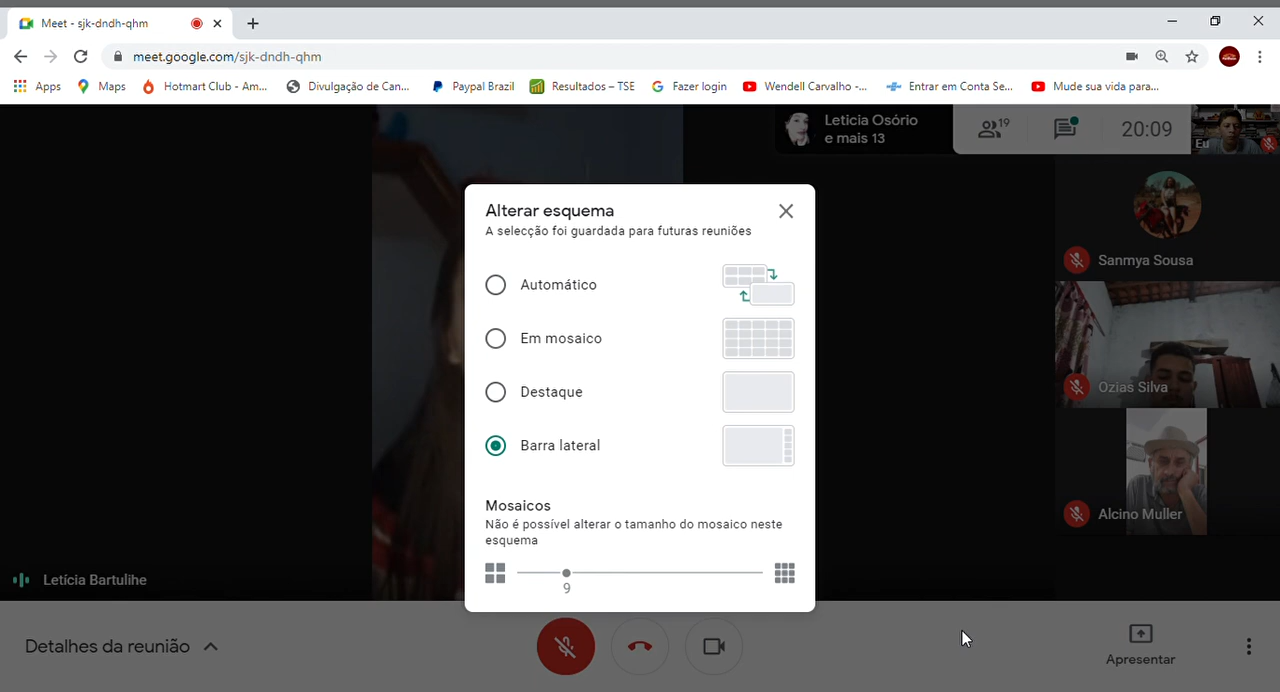 Meet - sjk-dndh-qhm
meet.google.com/sjk-dndh-qhm
Apps
Maps
Hotmart Club - Am...
Divulgação de Can...
Paypal Brazil
Resultados – TSE
Fazer login
Wendell Carvalho -...
Entrar em Conta Se...
Mude sua vida para...
Leticia Osório
e mais 13
19
20:09
Eu
Alterar esquema
A selecção foi guardada para futuras reuniões
Automático
Em mosaico
Destaque
Barra lateral
Mosaicos
Não é possível alterar o tamanho do mosaico neste
esquema
9
Sanmya Sousa
Ozias Silva
Alcino Muller
Letícia Bartulihe
Detalhes da reunião
Apresentar